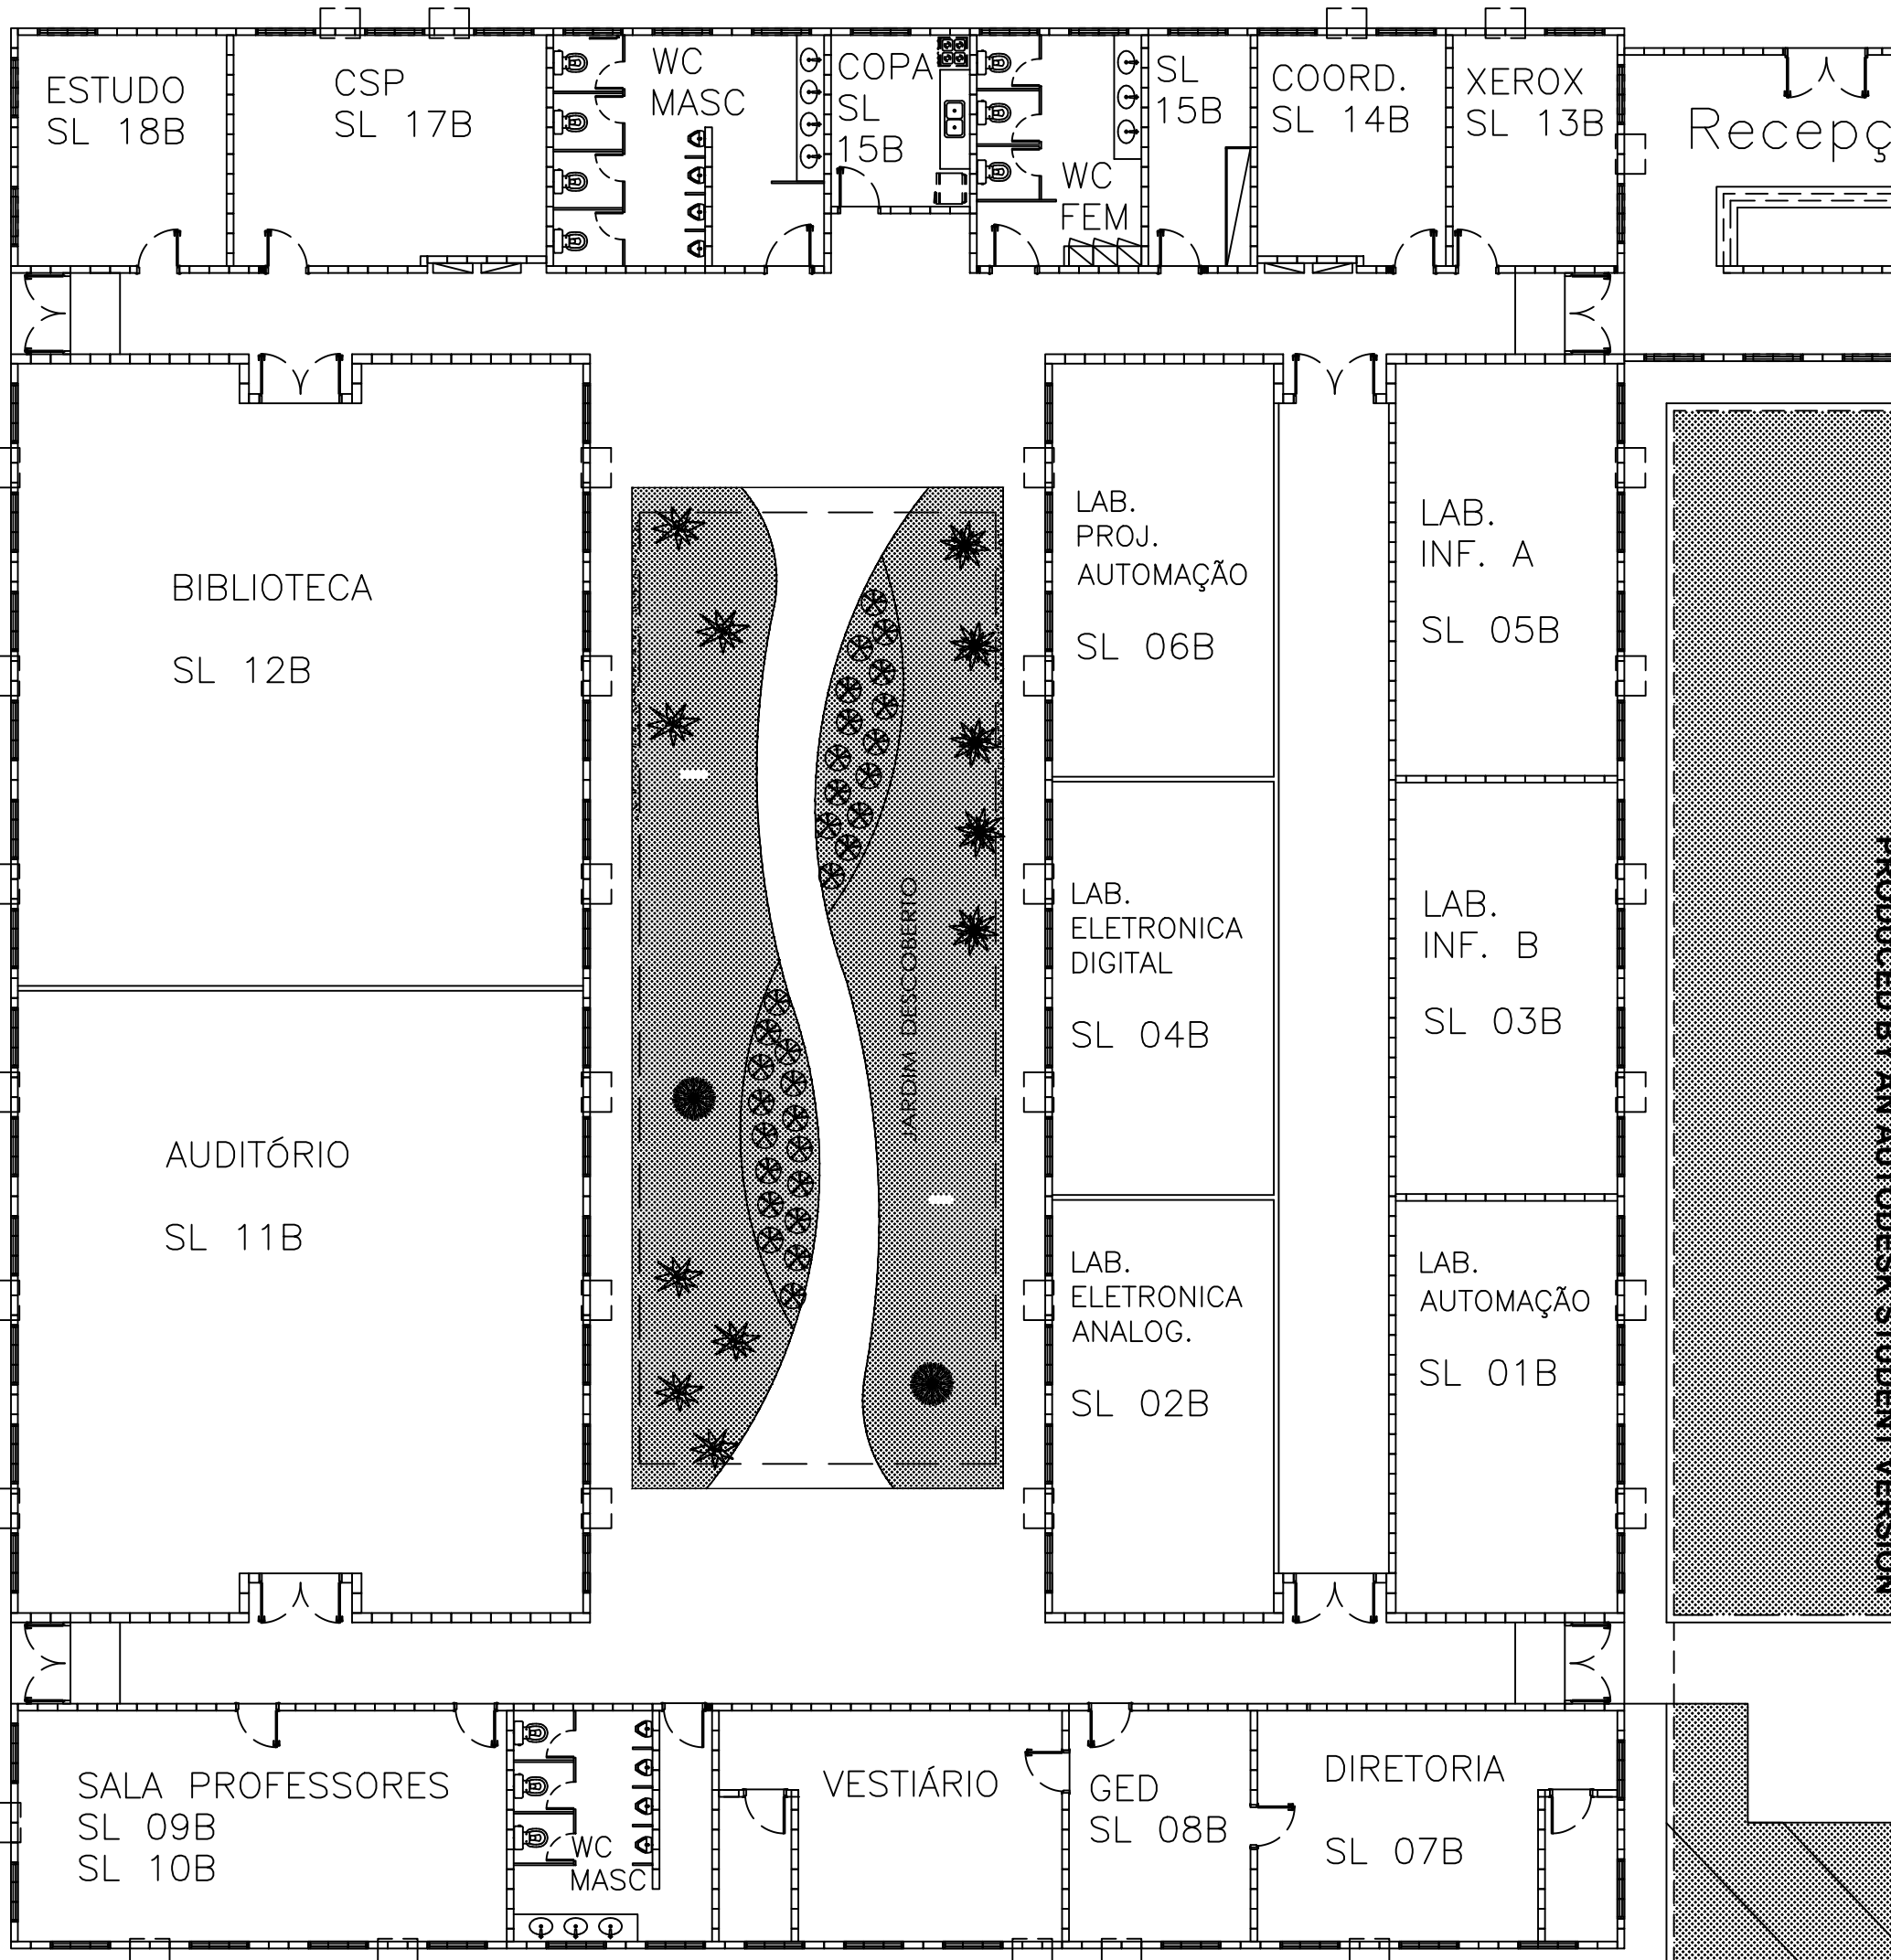 ESTUDO
SL 18B
CSP
SL 17B
WC
MASC
COPA
SL
15B
WC
FEM
SL
15B
COORD.
SL 14B
XEROX
SL 13B
Recepç
BIBLIOTECA
SL 12B
LAB.
PROJ.
AUTOMAÇÃO
SL 06B
LAB.
INF. A
SL 05B
JARDIM DESCOBERTO
LAB.
ELETRONICA
DIGITAL
SL 04B
LAB.
INF. B
SL 03B
PRODUCED BY AN AUTODESK STUDENT VERSION
AUDITÓRIO
SL 11B
LAB.
ELETRONICA
ANALOG.
SL 02B
LAB.
AUTOMAÇÃO
SL 01B
SALA PROFESSORES
SL 09B
SL 10B
WC
MASC
VESTIÁRIO
GED
SL 08B
DIRETORIA
SL 07B